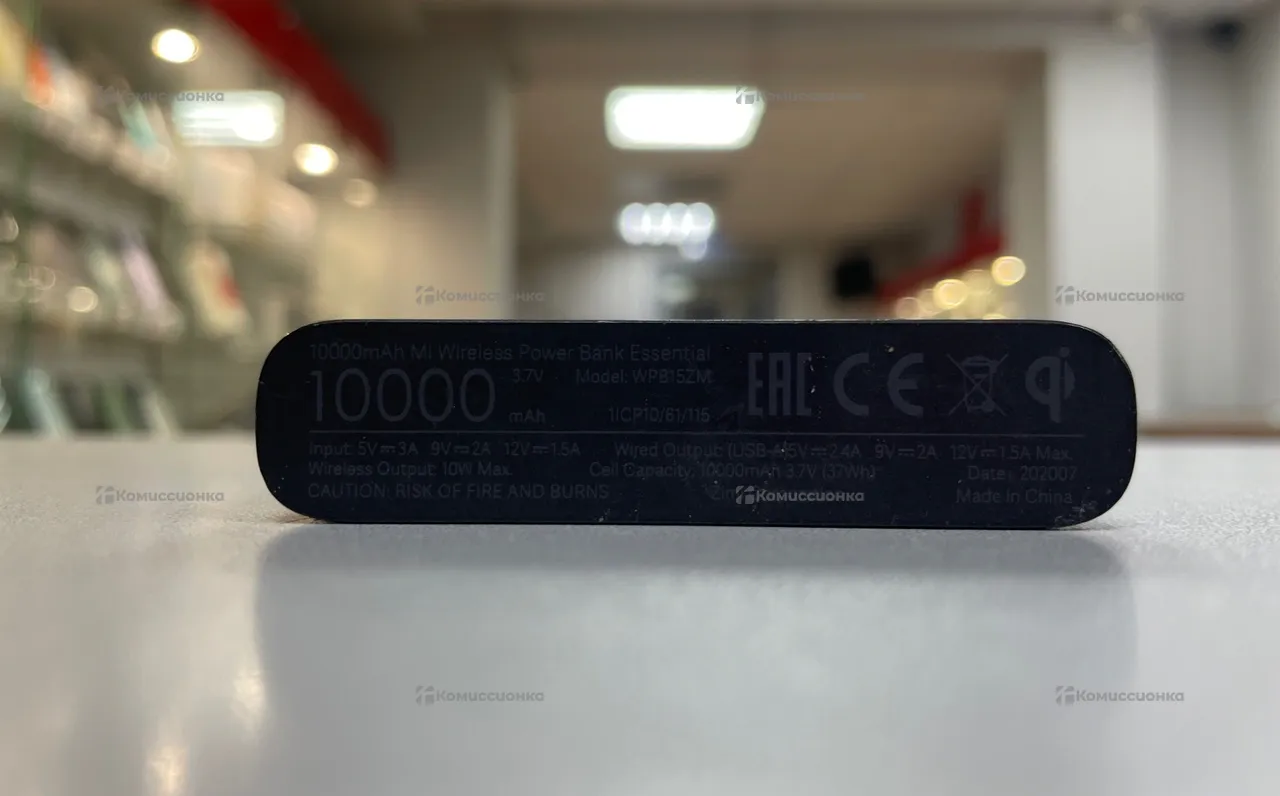 10000mAh Mi Wireless Power Bank Essential
10000 mAh 3.7V Model: WPB15ZM
1ICP10/61/115
EAC CE Qi
Input: 5V⎓3A 9V⎓2A 12V⎓1.5A Wired Output: (USB-A)5V⎓2.4A 9V⎓2A 12V⎓1.5A Max.
Wireless Output: 10W Max. Cell Capacity: 10000mAh 3.7V (37Wh) Date: 202007
CAUTION: RISK OF FIRE AND BURNS Made in China
Комиссионка
Комиссионка
Комиссионка
Комиссионка
Комиссионка
Комиссионка
Комиссионка
Комиссионка